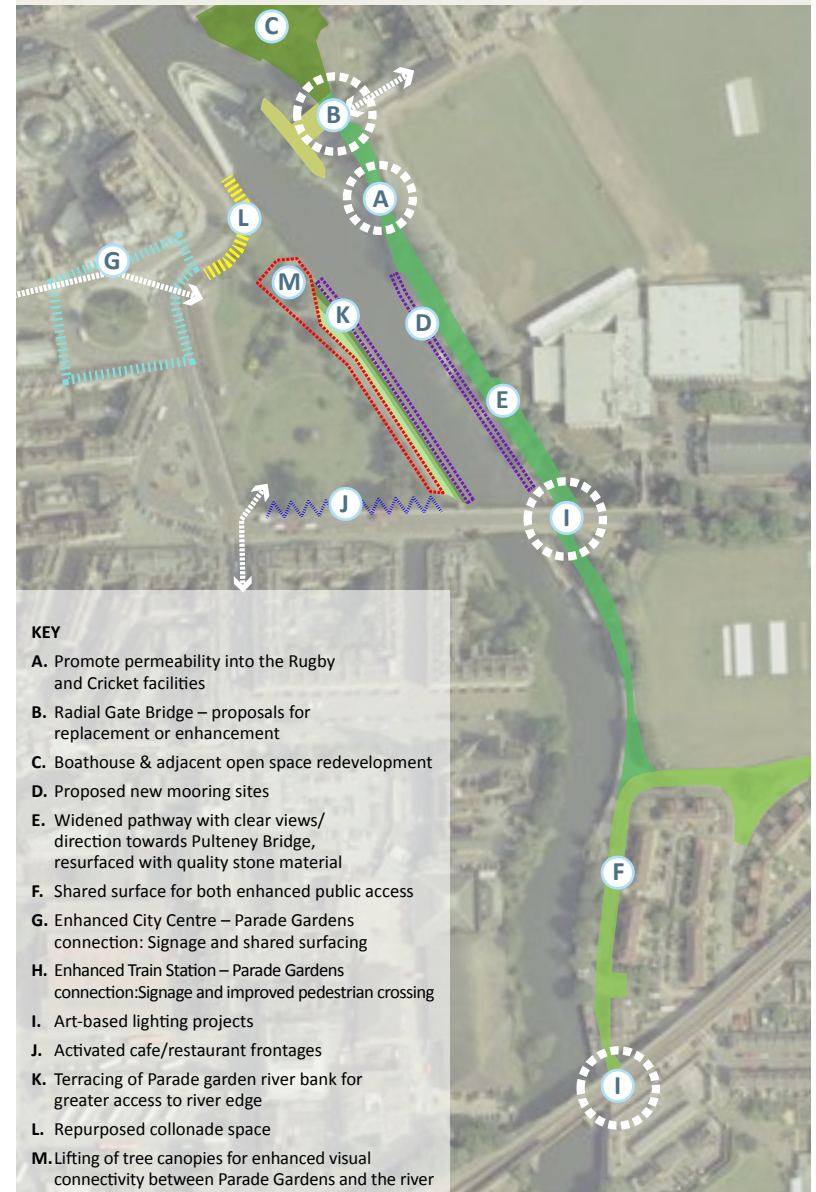 C
B
A
L
G
M
K
D
E
J
I
F
I
KEY
A. Promote permeability into the Rugby
and Cricket facilities
B. Radial Gate Bridge – proposals for
replacement or enhancement
C. Boathouse & adjacent open space redevelopment
D. Proposed new mooring sites
E. Widened pathway with clear views/
direction towards Pulteney Bridge,
resurfaced with quality stone material
F. Shared surface for both enhanced public access
G. Enhanced City Centre – Parade Gardens
connection: Signage and shared surfacing
H. Enhanced Train Station – Parade Gardens
connection:Signage and improved pedestrian crossing
I. Art-based lighting projects
J. Activated cafe/restaurant frontages
K. Terracing of Parade garden river bank for
greater access to river edge
L. Repurposed collonade space
M. Lifting of tree canopies for enhanced visual
connectivity between Parade Gardens and the river